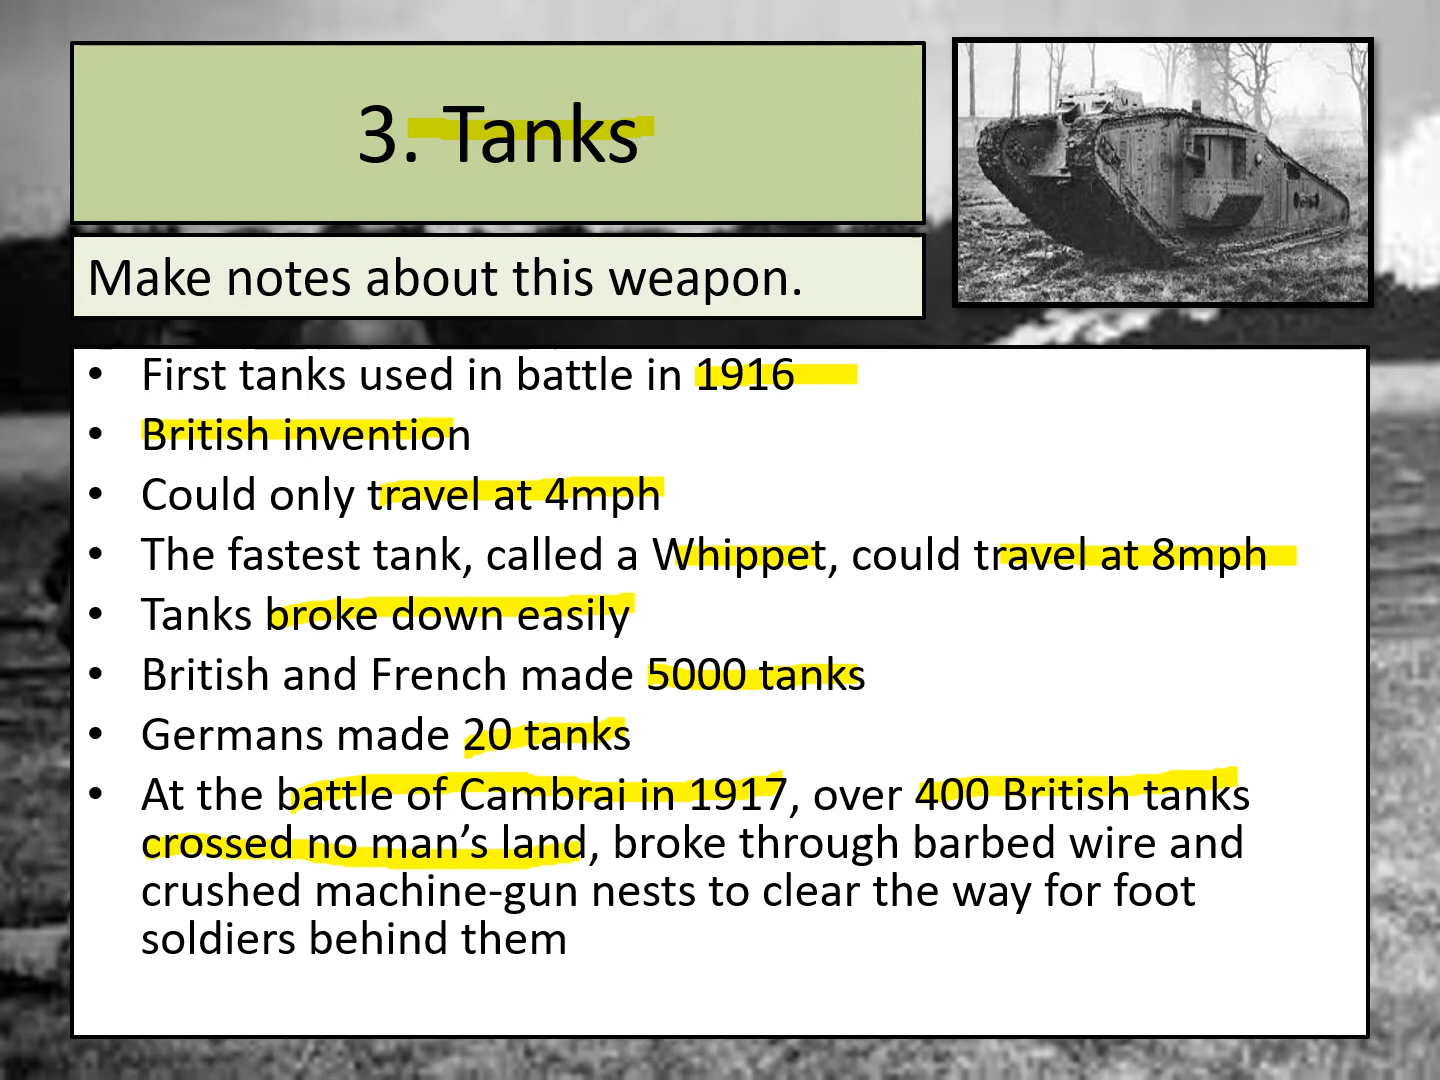 3. Tanks
Make notes about this weapon.
• First tanks used in battle in 1916
• British invention
• Could only travel at 4mph
• The fastest tank, called a Whippet, could travel at 8mph
• Tanks broke down easily
• British and French made 5000 tanks
• Germans made 20 tanks
• At the battle of Cambrai in 1917, over 400 British tanks
crossed no man’s land, broke through barbed wire and
crushed machine-gun nests to clear the way for foot
soldiers behind them